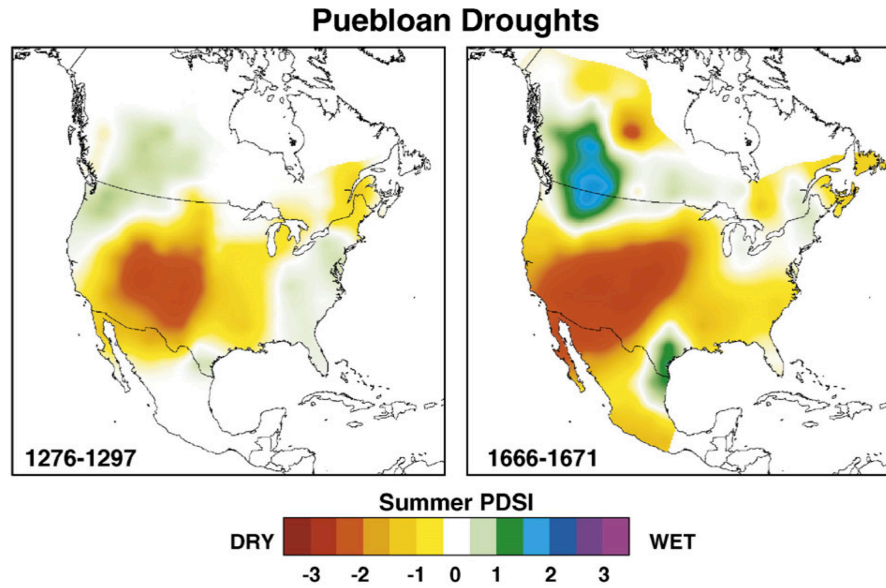 Puebloan Droughts
1276-1297
1666-1671
Summer PDSI
DRY
WET
-3 -2 -1 0 1 2 3